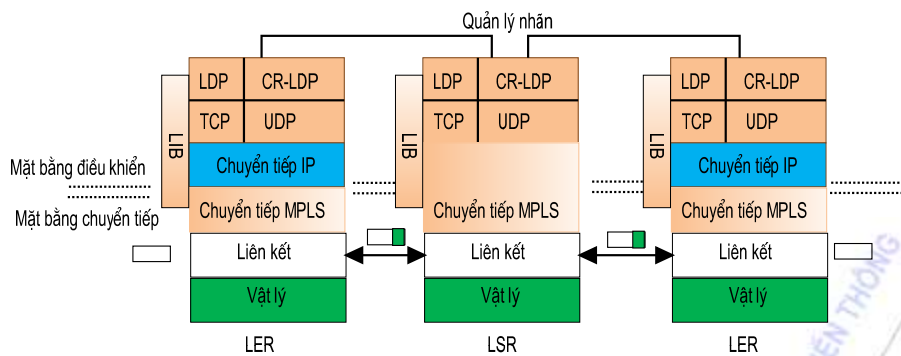 Quản lý nhãn
LDP CR-LDP
TCP UDP
LIB
Chuyển tiếp IP
Chuyển tiếp MPLS
Liên kết
Vật lý
LER
LDP CR-LDP
TCP UDP
LIB
Chuyển tiếp MPLS
Liên kết
Vật lý
LSR
LDP CR-LDP
TCP UDP
LIB
Chuyển tiếp IP
Chuyển tiếp MPLS
Liên kết
Vật lý
LER
Mặt bằng điều khiển
Mặt bằng chuyển tiếp
THÔNG